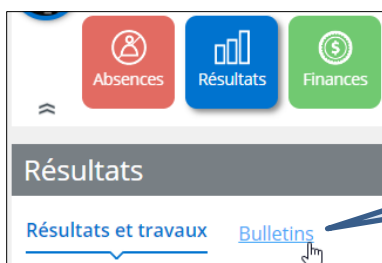 Absences
Résultats
Finances
Résultats
Résultats et travaux
Bulletins